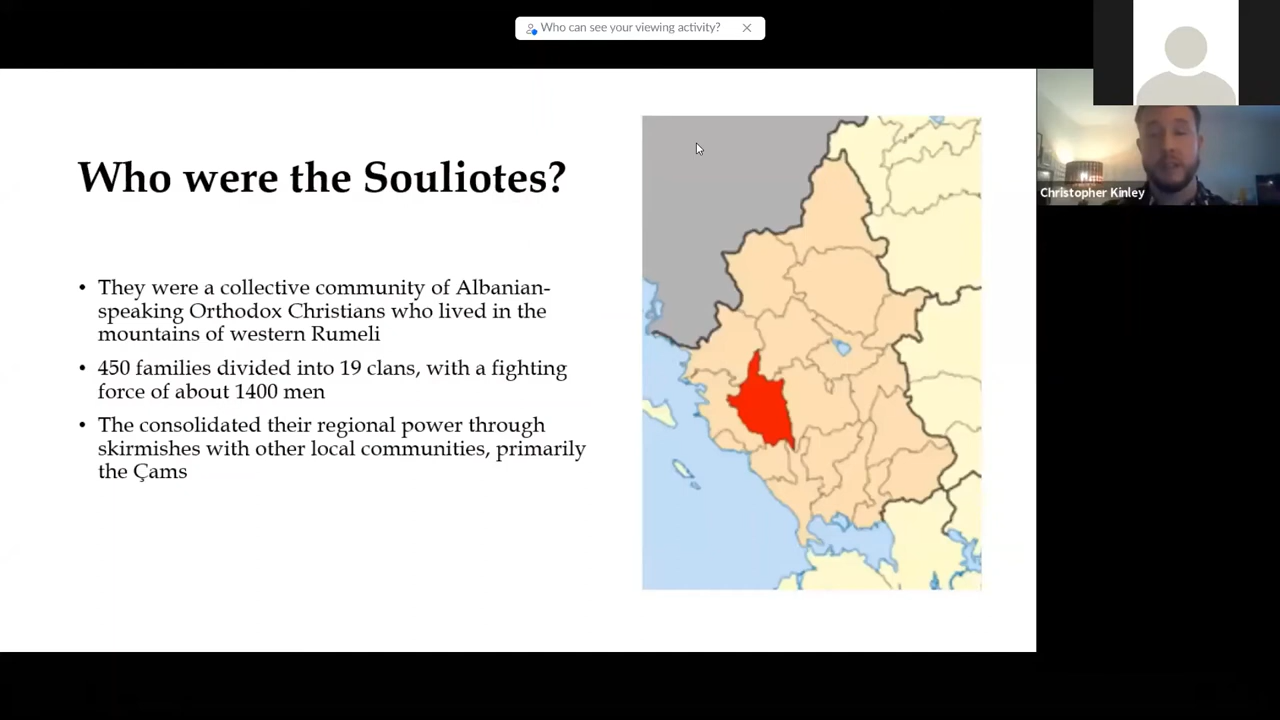 Who can see your viewing activity?
Who were the Souliotes?
• They were a collective community of Albanian-
speaking Orthodox Christians who lived in the
mountains of western Rumeli
• 450 families divided into 19 clans, with a fighting
force of about 1400 men
• The consolidated their regional power through
skirmishes with other local communities, primarily
the Çams
Christopher Kinley